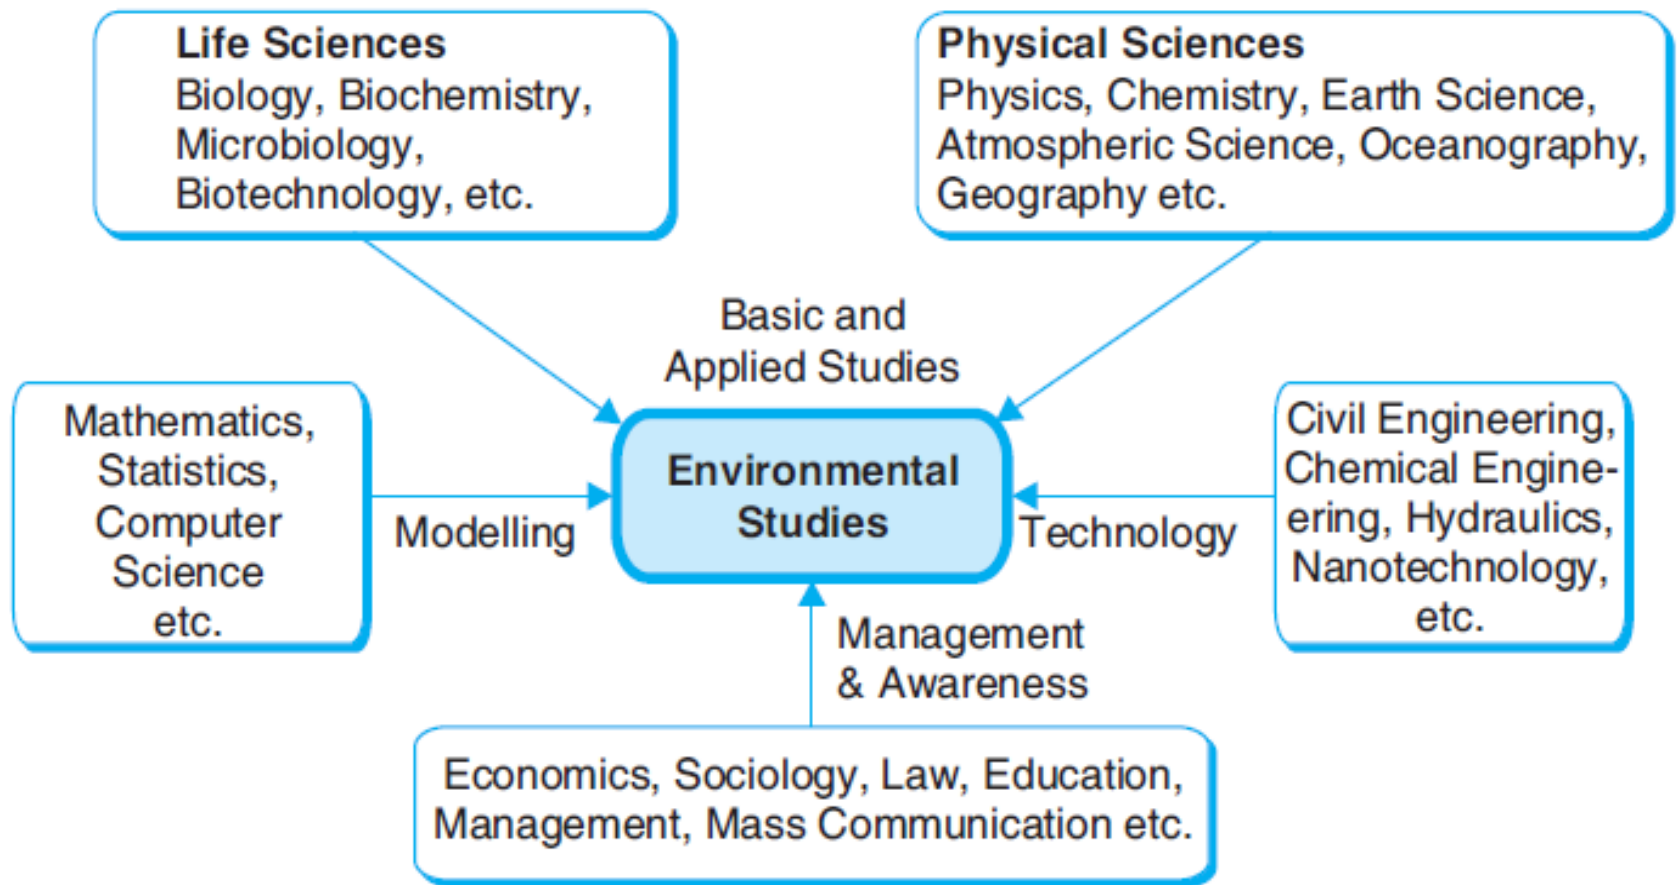 Life Sciences
Biology, Biochemistry,
Microbiology,
Biotechnology, etc.
Physical Sciences
Physics, Chemistry, Earth Science,
Atmospheric Science, Oceanography,
Geography etc.
Basic and
Applied Studies
Mathematics,
Statistics,
Computer
Science
etc.
Modelling
Environmental
Studies
Technology
Civil Engineering,
Chemical Engine-
ering, Hydraulics,
Nanotechnology,
etc.
Management
& Awareness
Economics, Sociology, Law, Education,
Management, Mass Communication etc.